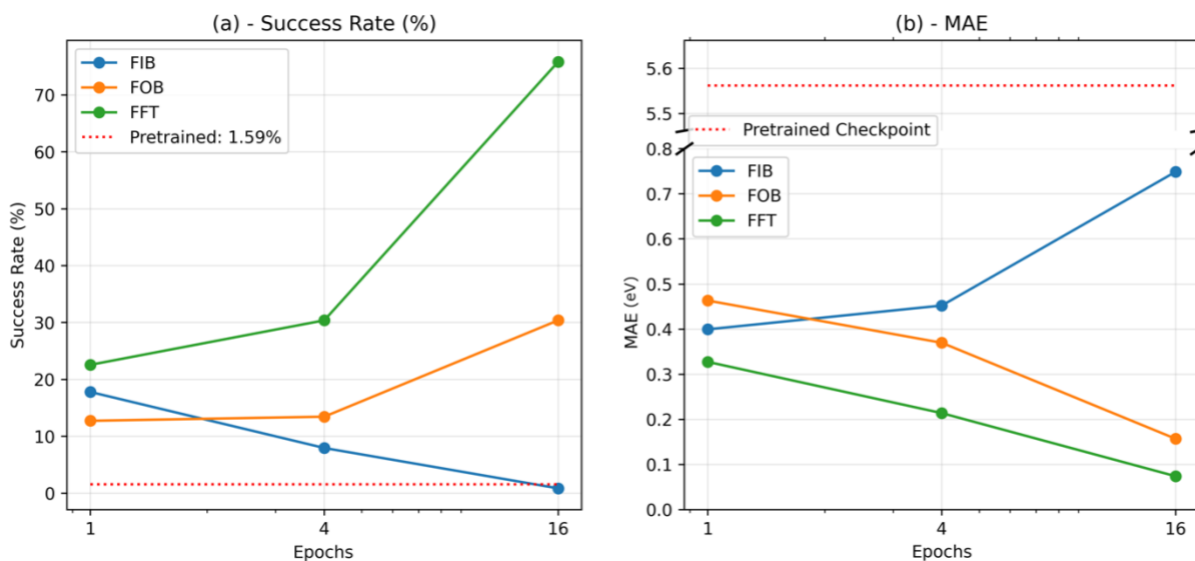 (a) - Success Rate (%)
FIB
FOB
FFT
Pretrained: 1.59%
Success Rate (%)
70
60
50
40
30
20
10
0
1
4
16
Epochs
(b) - MAE
5.6
5.5
Pretrained Checkpoint
0.8
FIB
FOB
FFT
MAE (eV)
0.7
0.6
0.5
0.4
0.3
0.2
0.1
0.0
1
4
16
Epochs